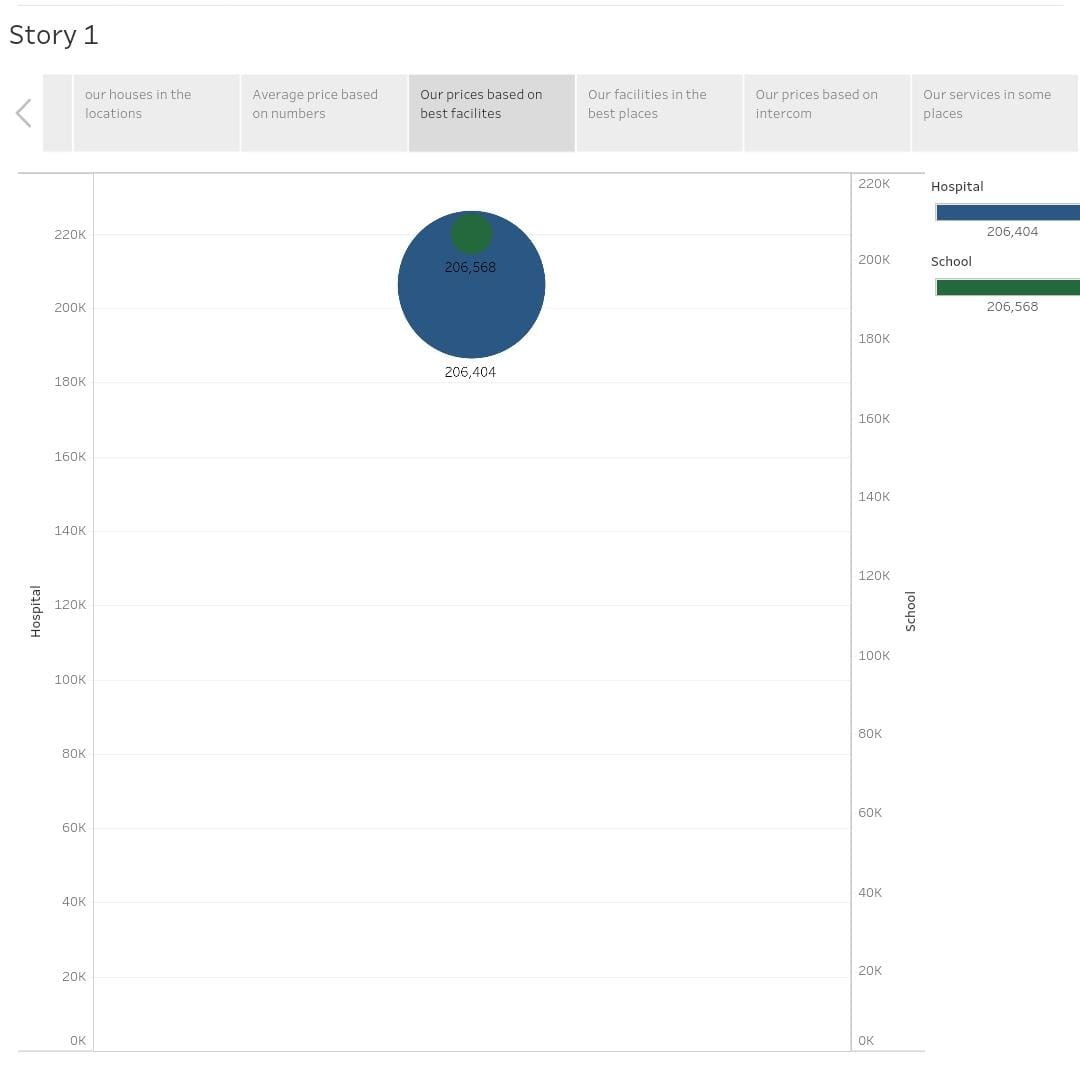 Story 1
our houses in the
locations
Average price based
on numbers
Our prices based on
best facilites
Our facilities in the
best places
Our prices based on
intercom
Our services in some
places
220K
200K
180K
160K
140K
120K
100K
80K
60K
40K
20K
0K
Hospital
206,568
206,404
220K
200K
180K
160K
140K
120K
100K
80K
60K
40K
20K
0K
School
Hospital
206,404
School
206,568